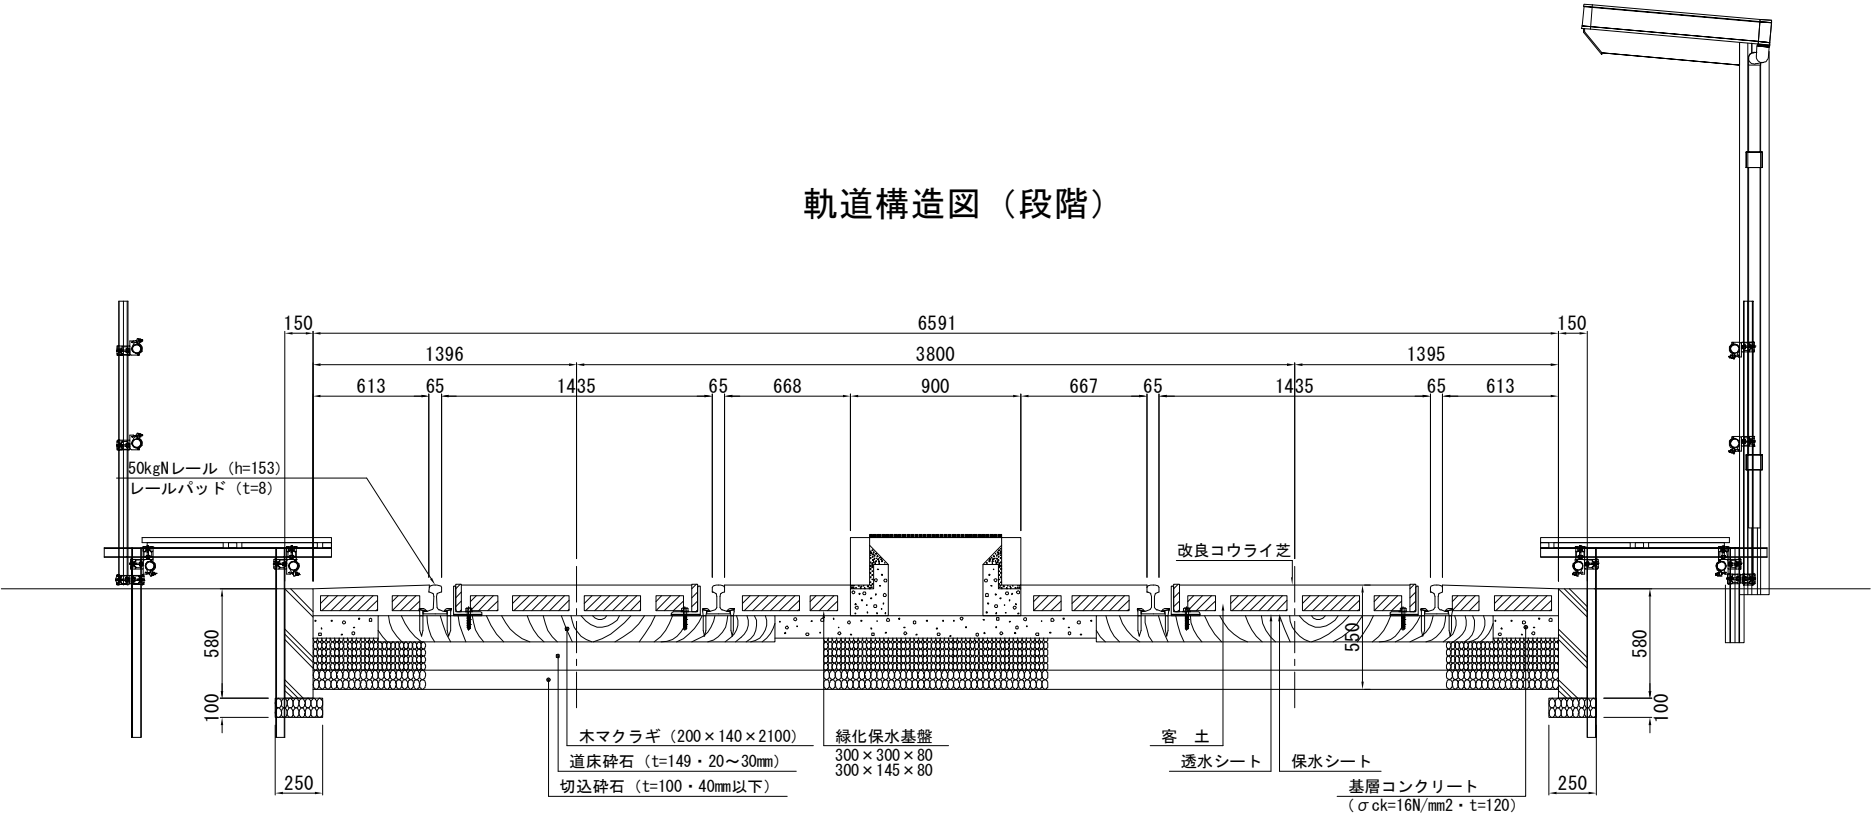 軌道構造図（段階）
150
6591
150
1396
3800
1395
613
65
1435
65
668
900
667
65
1435
65
613
50kgNレール（h=153）
レールパッド（t=8）
改良コウライ芝
580
100
250
550
580
100
250
木マクラギ（200×140×2100）
道床砕石（t=149・20～30mm）
切込砕石（t=100・40mm以下）
緑化保水基盤
300×300×80
300×145×80
客　土
透水シート
保水シート
基層コンクリート
（σck=16N/mm2・t=120）